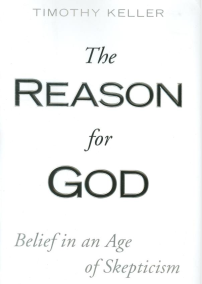 TIMOTHY KELLER
The
REASON
for
GOD
Belief in an Age
of Skepticism